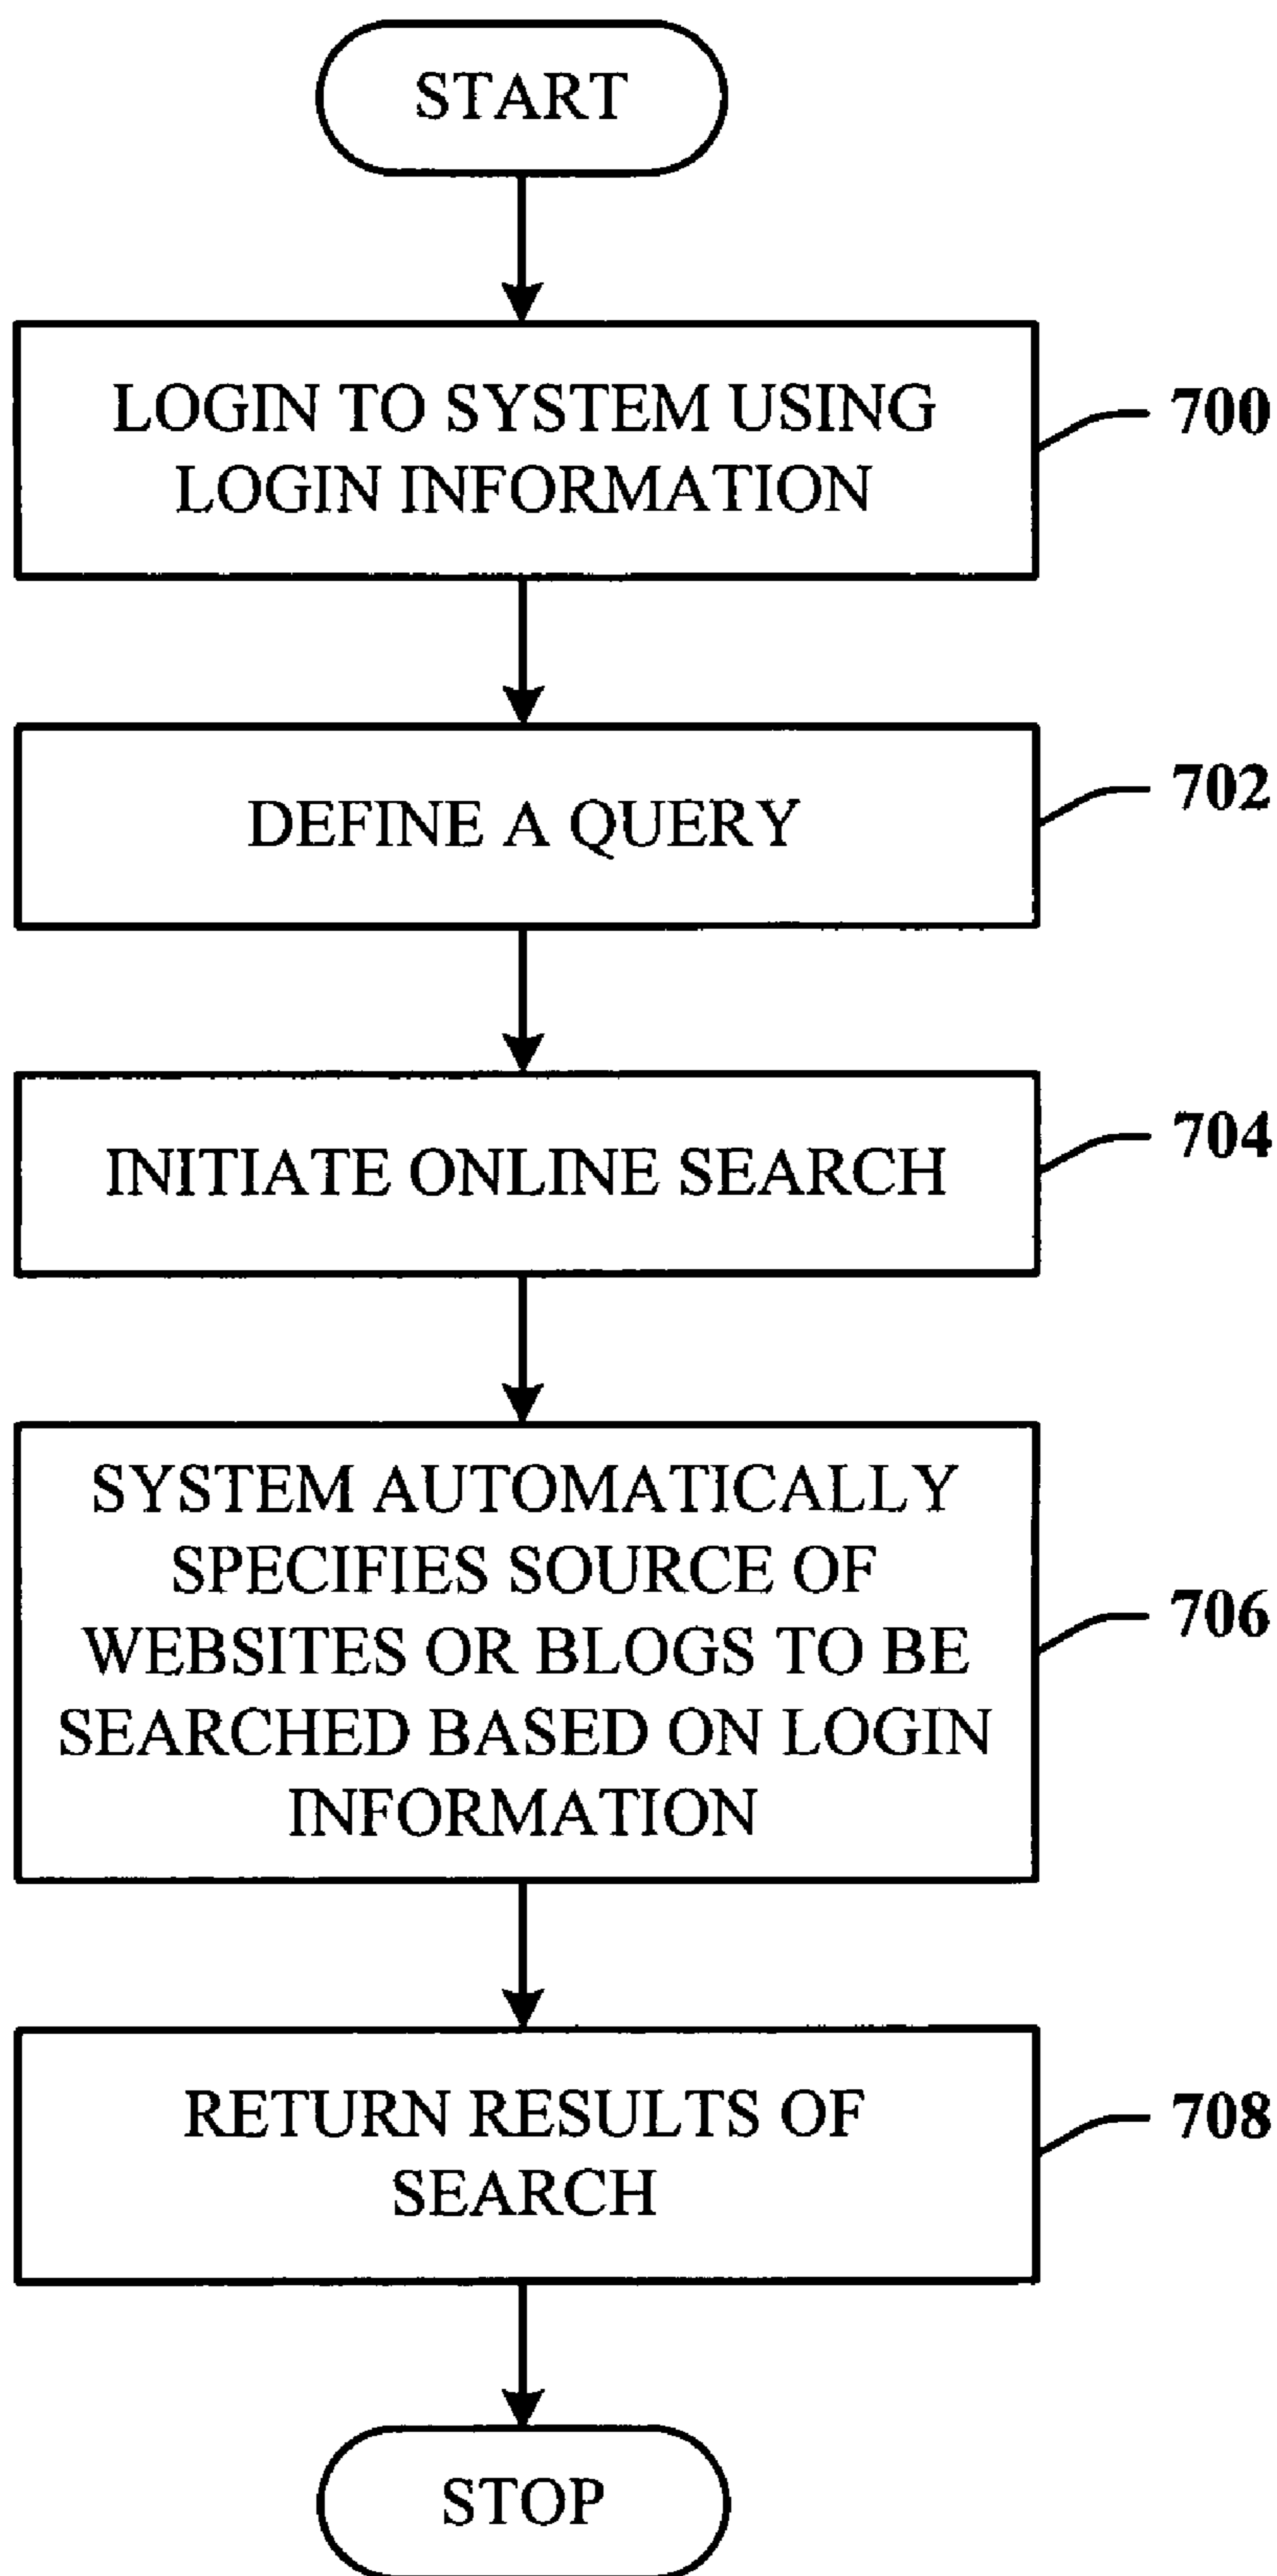 START
LOGIN TO SYSTEM USING
LOGIN INFORMATION
700
DEFINE A QUERY
702
INITIATE ONLINE SEARCH
704
SYSTEM AUTOMATICALLY
SPECIFIES SOURCE OF
WEBSITES OR BLOGS TO BE
SEARCHED BASED ON LOGIN
INFORMATION
706
RETURN RESULTS OF
SEARCH
708
STOP